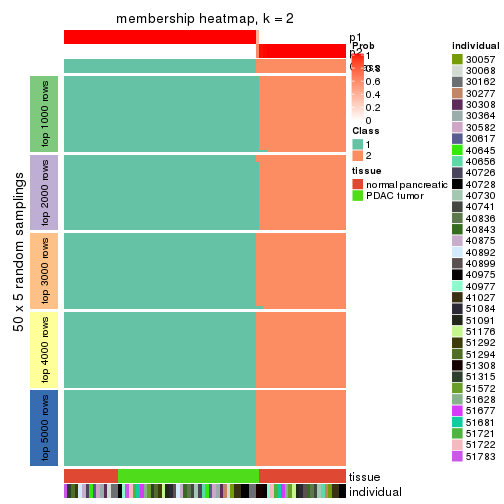 membership heatmap, k = 2
p1
p2
Class
50 x 5 random samplings
top 1000 rows
top 2000 rows
top 3000 rows
top 4000 rows
top 5000 rows
tissue
individual
Prob
1
0.8
0.6
0.4
0.2
0
Class
1
2
tissue
normal pancreatic
PDAC tumor
individual
30057
30068
30162
30277
30308
30364
30582
30617
40645
40656
40726
40728
40730
40741
40836
40843
40875
40892
40899
40975
40977
41027
51084
51091
51176
51292
51294
51308
51315
51572
51628
51677
51681
51721
51722
51783